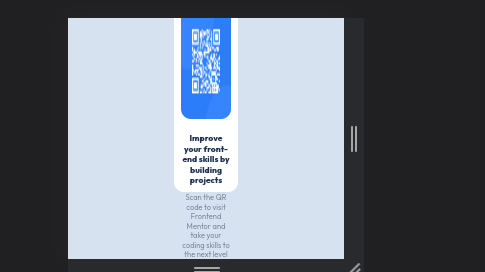 Improve
your front-
end skills by
building
projects
Scan the QR
code to visit
Frontend
Mentor and
take your
coding skills to
the next level